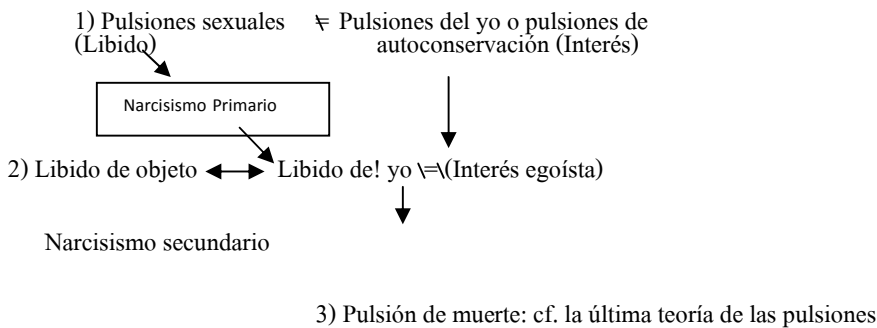 1) Pulsiones sexuales ≠ Pulsiones del yo o pulsiones de
(Libido) autoconservación (Interés)
Narcisismo Primario
2) Libido de objeto ↔ Libido de! yo \=\(Interés egoísta)
Narcisismo secundario
3) Pulsión de muerte: cf. la última teoría de las pulsiones